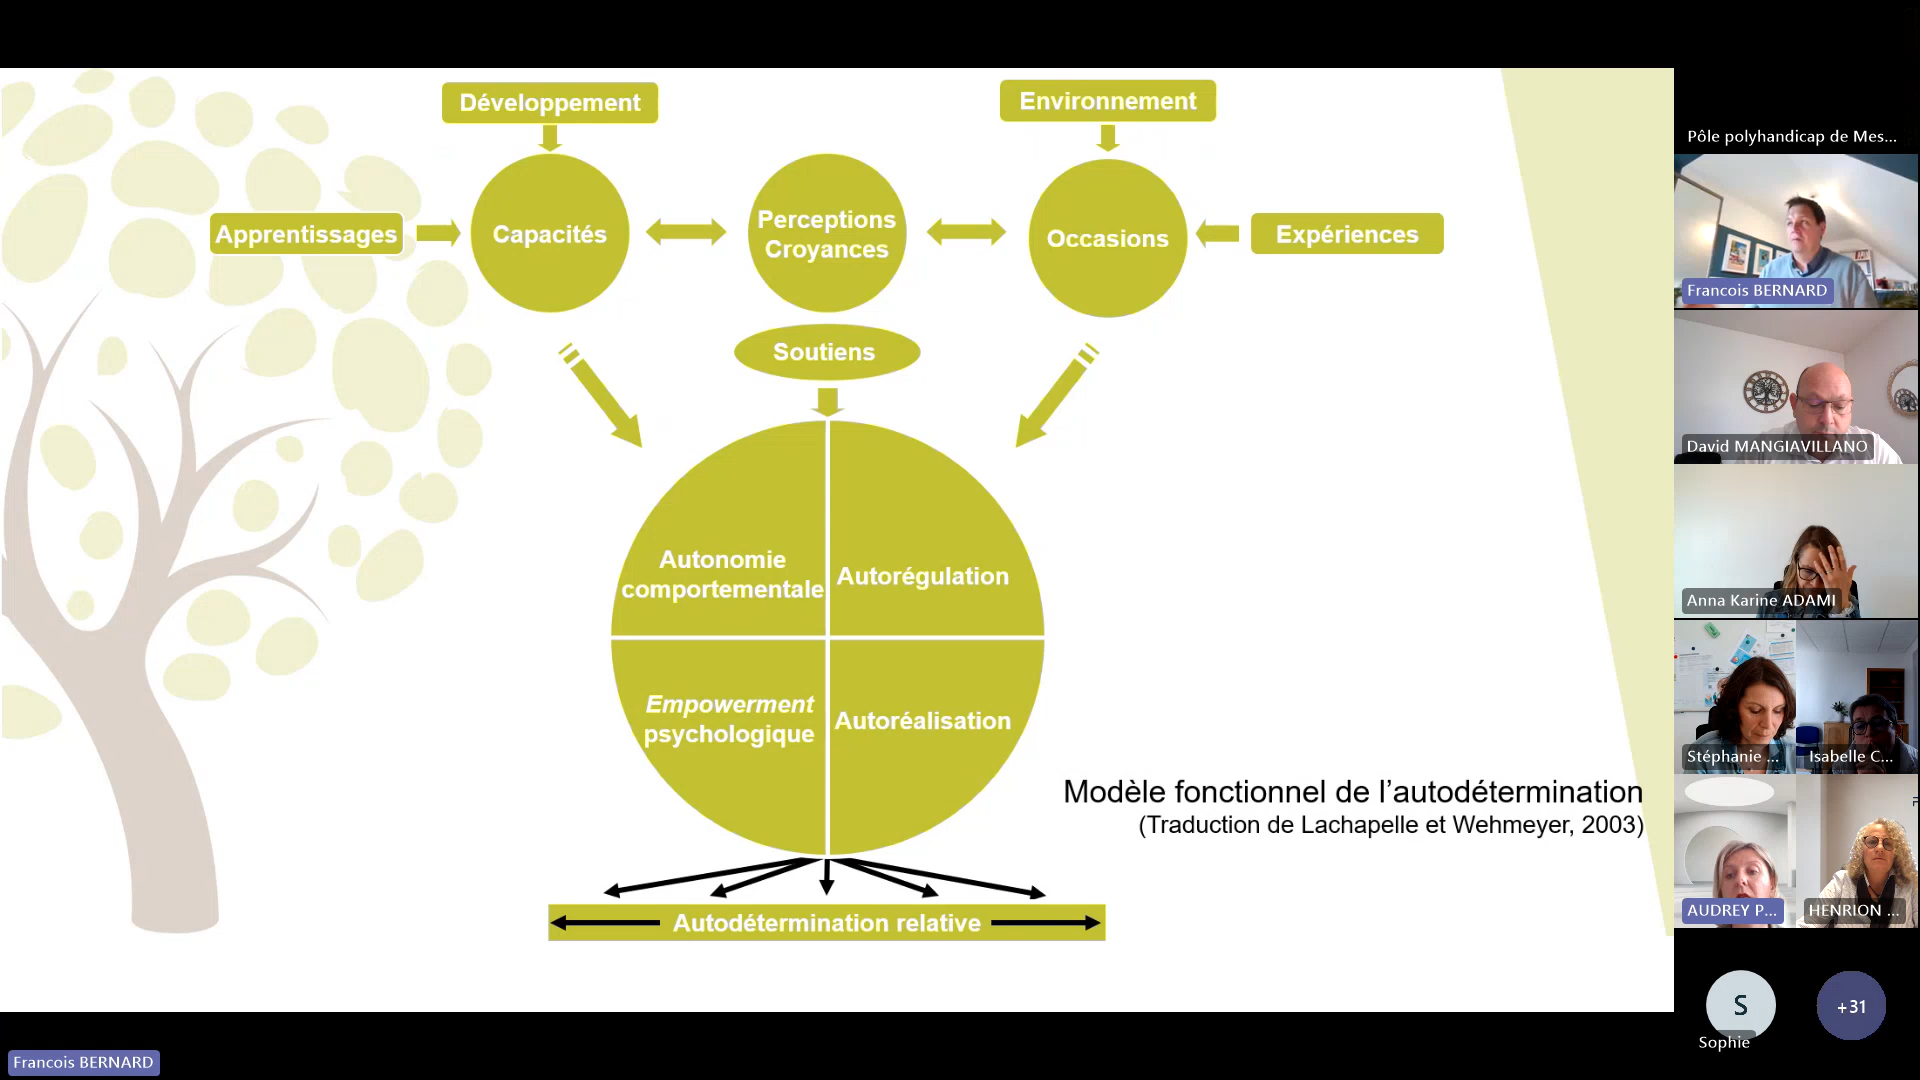 Développement
Environnement
Apprentissages
Capacités
Perceptions
Croyances
Occasions
Expériences
Soutiens
Autonomie
comportementale
Autorégulation
Empowerment
psychologique
Autoréalisation
Modèle fonctionnel de l’autodétermination
(Traduction de Lachapelle et Wehmeyer, 2003)
Autodétermination relative
Pôle polyhandicap de Mes...
Francois BERNARD
David MANGIAVILLANO
Anna Karine ADAMI
Stéphanie ...
Isabelle C...
AUDREY P...
HENRION ...
S
Sophie
+31
Francois BERNARD